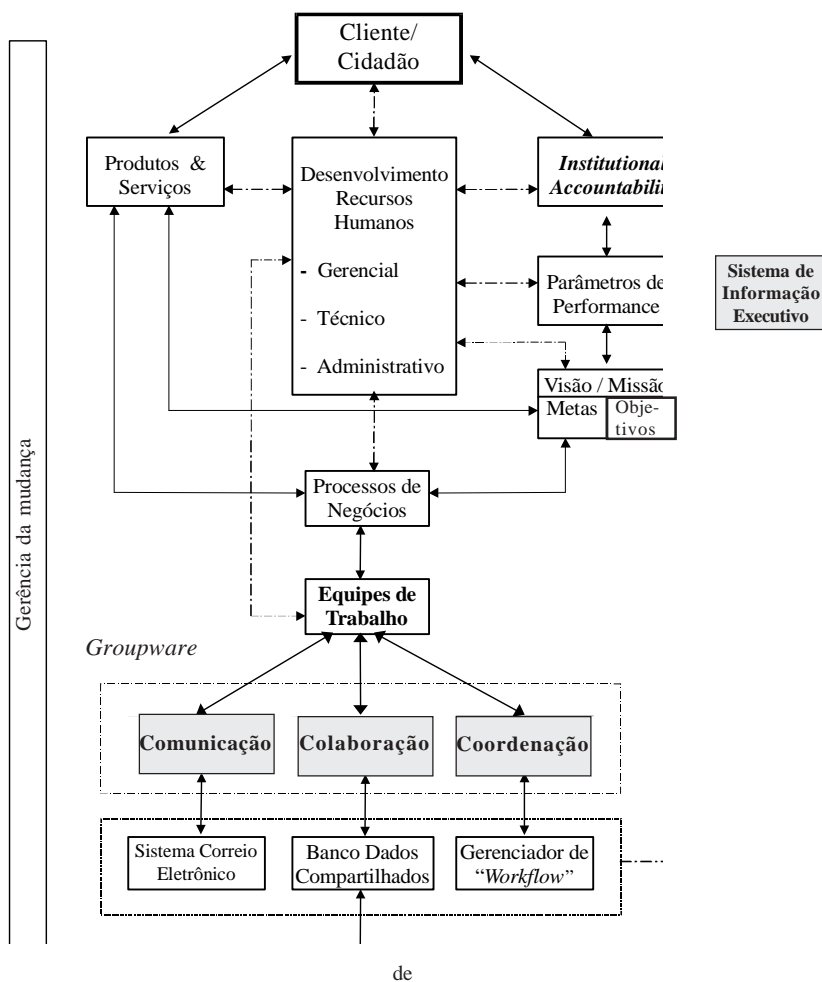 Cliente/
Cidadão
Produtos &
Serviços
Desenvolvimento
Recursos
Humanos
- Gerencial
- Técnico
- Administrativo
Institutional
Accountabili
Parâmetros de
Performance
Sistema de
Informação
Executivo
Visão / Missão
Metas
Obje-
tivos
Processos de
Negócios
Equipes de
Trabalho
Gerência da mudança
Groupware
Comunicação
Colaboração
Coordenação
Sistema Correio
Eletrônico
Banco Dados
Compartilhados
Gerenciador de
“Workflow”
de